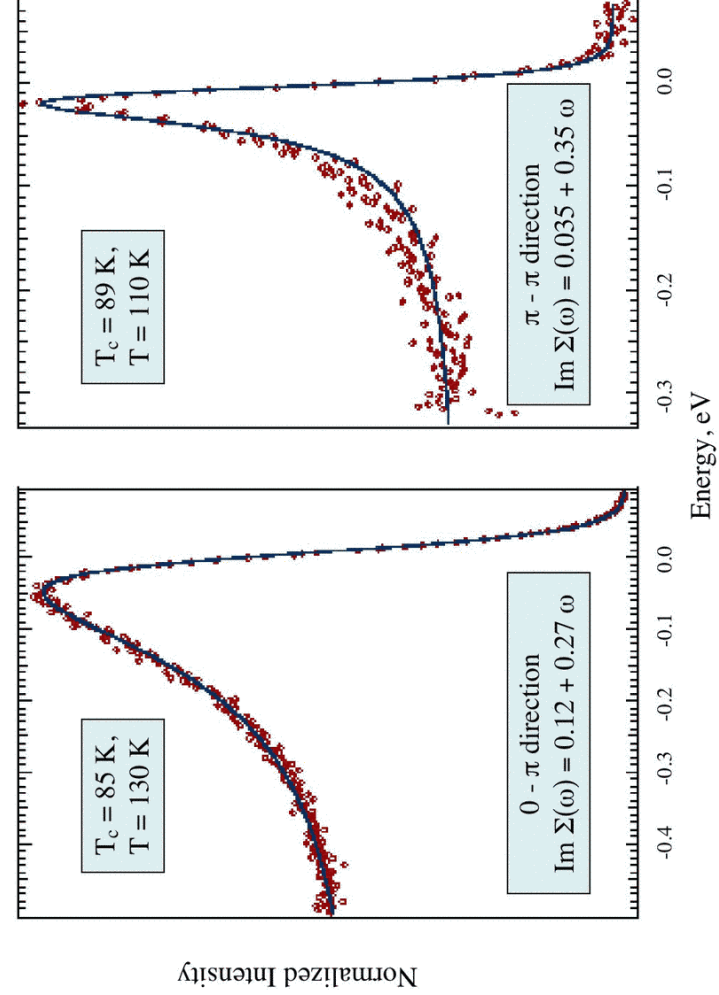 Normalized Intensity
T_c = 85 K,
T = 130 K
0 - π direction
Im Σ(ω) = 0.12 + 0.27 ω
-0.4 -0.3 -0.2 -0.1 0.0
T_c = 89 K,
T = 110 K
π - π direction
Im Σ(ω) = 0.035 + 0.35 ω
-0.3 -0.2 -0.1 0.0
Energy, eV